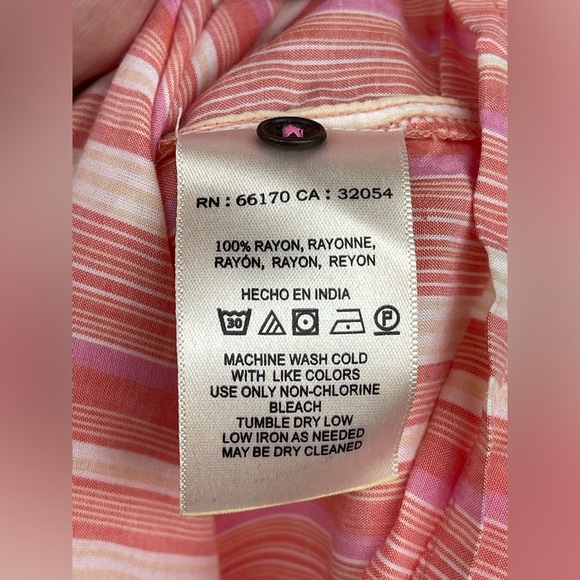 RN : 66170 CA : 32054
100% RAYON, RAYONNE,
RAYÓN, RAYON, REYON
HECHO EN INDIA
30 P
MACHINE WASH COLD
WITH LIKE COLORS
USE ONLY NON-CHLORINE
BLEACH
TUMBLE DRY LOW
LOW IRON AS NEEDED
MAY BE DRY CLEANED